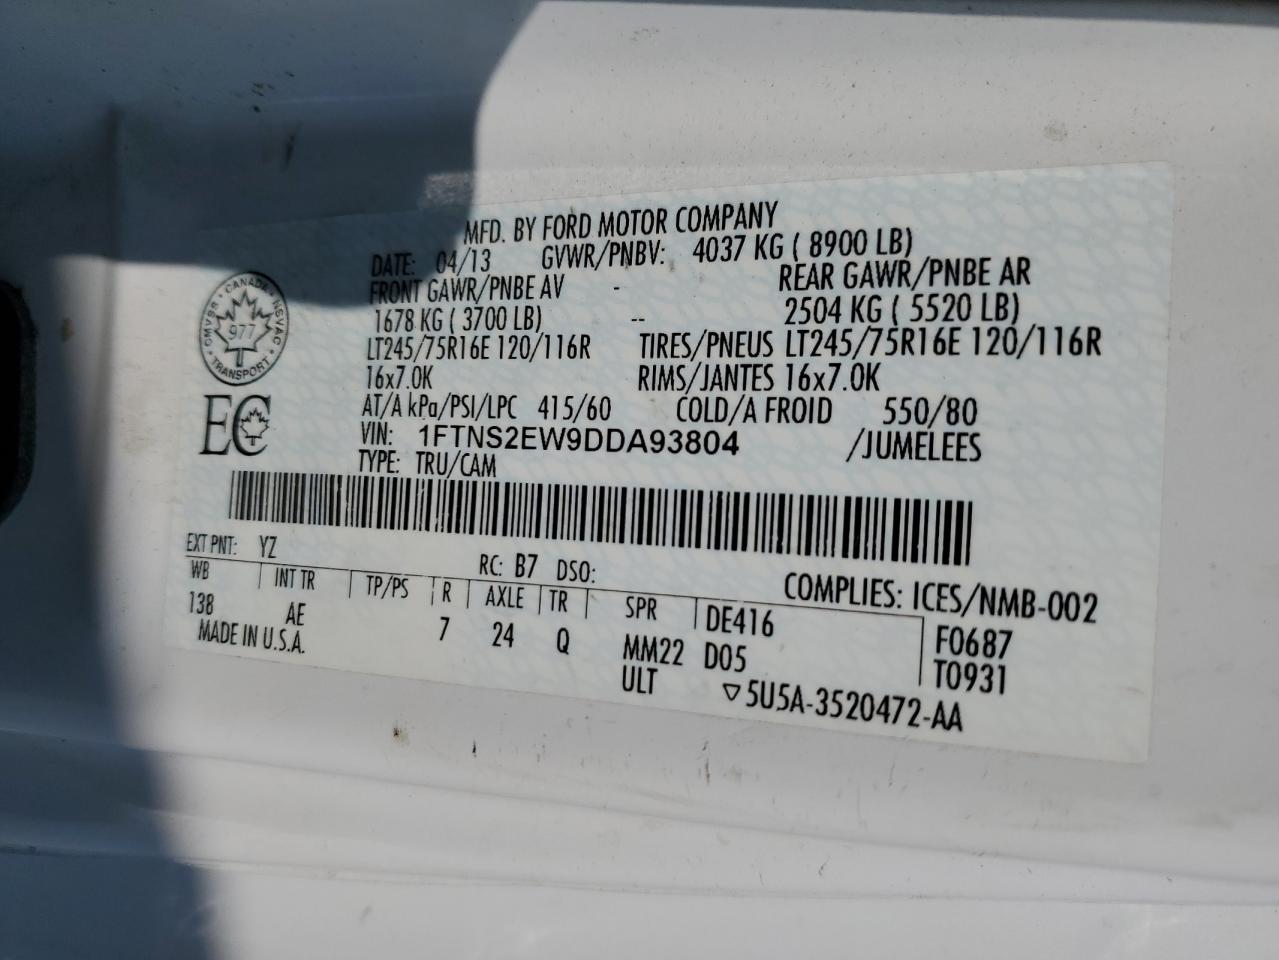 MFD. BY FORD MOTOR COMPANY
DATE: 04/13 GVWR/PNBV: 4037 KG ( 8900 LB)
FRONT GAWR/PNBE AV - REAR GAWR/PNBE AR
1678 KG ( 3700 LB) -- 2504 KG ( 5520 LB)
LT245/75R16E 120/116R TIRES/PNEUS LT245/75R16E 120/116R
16x7.0K RIMS/JANTES 16x7.0K
AT/A kPa/PSI/LPC 415/60 COLD/A FROID 550/80
VIN: 1FTNS2EW9DDA93804 /JUMELEES
TYPE: TRU/CAM
CANADA · NSVAC · TRANSPORT · CMVSS ·
977
EC
EXT PNT: YZ RC: B7 DSO: COMPLIES: ICES/NMB-002
WB INT TR TP/PS R AXLE TR SPR DE416 F0687
138 AE 7 24 Q MM22 D05 T0931
MADE IN U.S.A. ULT ▽5U5A-3520472-AA